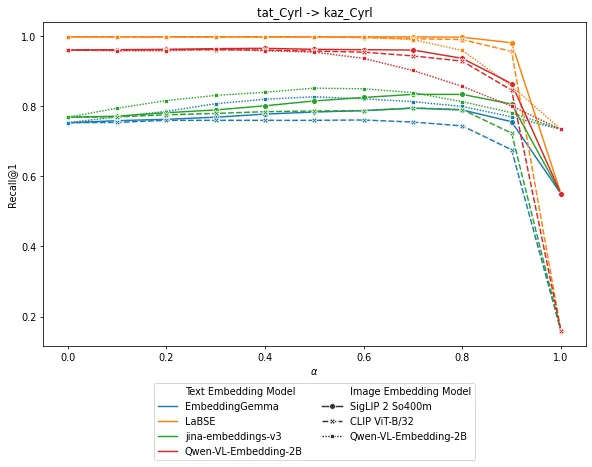 tat_Cyrl -> kaz_Cyrl
1.0
0.8
0.6
0.4
0.2
Recall@1
0.0 0.2 0.4 0.6 0.8 1.0
α
Text Embedding Model
EmbeddingGemma
LaBSE
jina-embeddings-v3
Qwen-VL-Embedding-2B
Image Embedding Model
SigLIP 2 So400m
CLIP ViT-B/32
Qwen-VL-Embedding-2B